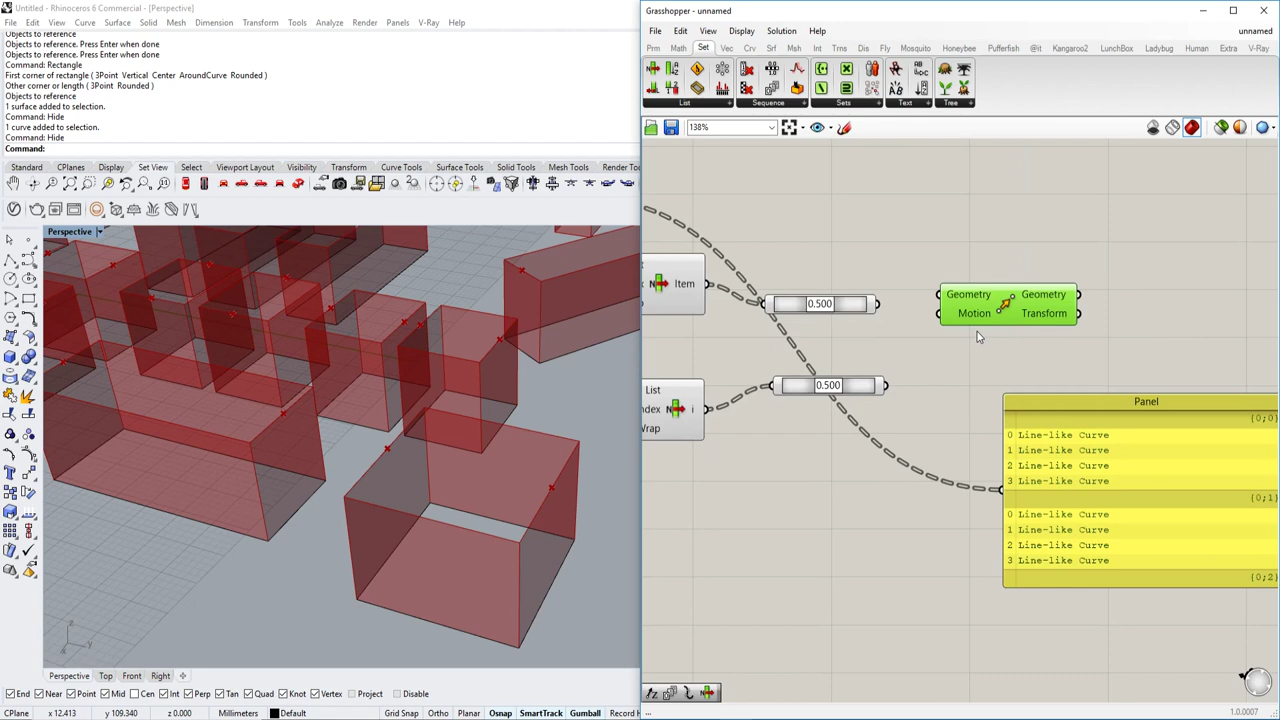 Untitled - Rhinoceros 6 Commercial - [Perspective]
File Edit View Curve Surface Solid Mesh Dimension Transform Tools Analyze Render Panels V-Ray Help
Objects to reference
Objects to reference. Press Enter when done
Objects to reference. Press Enter when done
Command: Rectangle
First corner of rectangle ( 3Point Vertical Center AroundCurve Rounded )
Other corner or length ( 3Point Rounded )
Objects to reference
1 surface added to selection.
Command: Hide
1 curve added to selection.
Command: Hide
Command:
Standard CPlanes Display Set View Select Viewport Layout Visibility Transform Curve Tools Surface Tools Solid Tools Mesh Tools Render To
Perspective
z
x
y
Perspective Top Front Right
End Near Point Mid Cen Int Perp Tan Quad Knot Vertex Project Disable
CPlane x 12.413 y 109.340 z 0.000 Millimeters Default Grid Snap Ortho Planar Osnap SmartTrack Gumball Record H
Grasshopper - unnamed
File Edit View Display Solution Help
unnamed
Prm Math Set Vec Crv Srf Msh Int Trns Dis Fly Mosquito Honeybee Pufferfish @it Kangaroo2 LunchBox Ladybug Human Extra V-Ray
List Sequence Sets Text Tree
138%
Item
0.500
Geometry Geometry
Motion Transform
List
ndex i
Vrap
0.500
Panel
{0;0}
0 Line-like Curve
1 Line-like Curve
2 Line-like Curve
3 Line-like Curve
{0;1}
0 Line-like Curve
1 Line-like Curve
2 Line-like Curve
3 Line-like Curve
{0;2}
...
1.0.0007